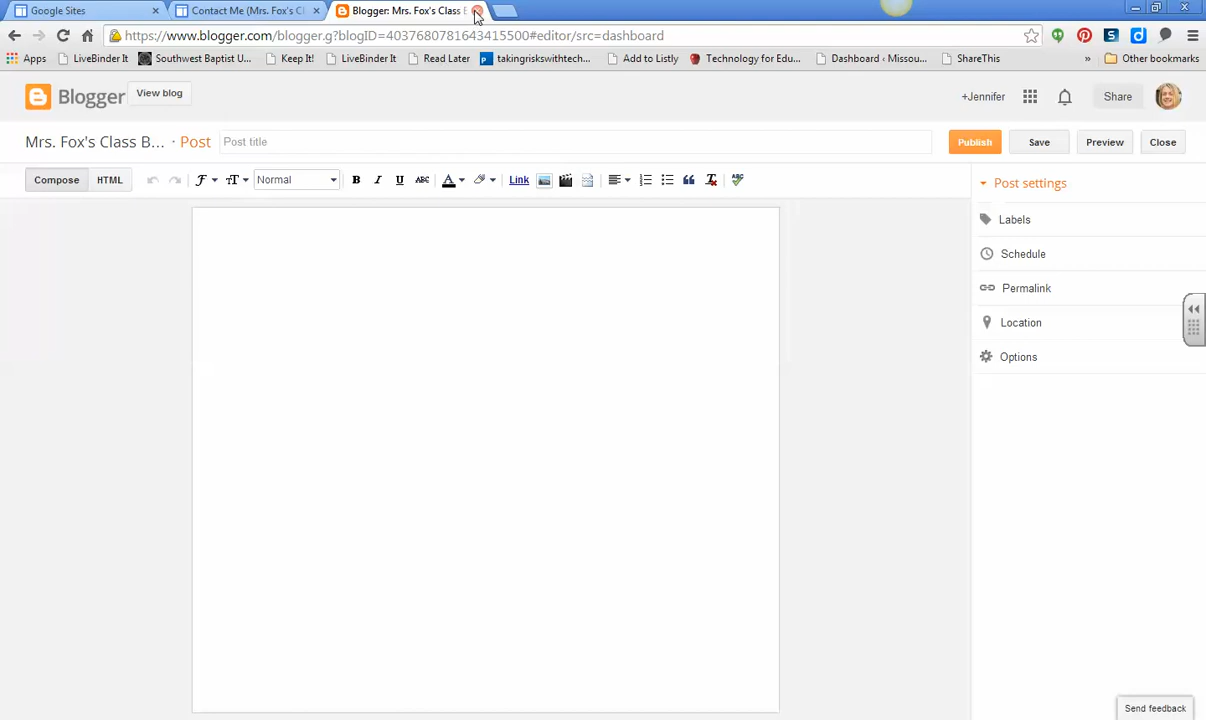 Google Sites
Contact Me (Mrs. Fox's Cl
Blogger: Mrs. Fox's Class
https://www.blogger.com/blogger.g?blogID=4037680781643415500#editor/src=dashboard
Apps LiveBinder It Southwest Baptist U... Keep It! LiveBinder It Read Later takingriskswithtech... Add to Listly Technology for Edu... Dashboard ‹ Missou... ShareThis » Other bookmarks
Blogger View blog +Jennifer Share
Mrs. Fox's Class B... · Post Post title Publish Save Preview Close
Compose HTML Normal B I U ABC A Link ABC
Post settings
Labels
Schedule
Permalink
Location
Options
Send feedback